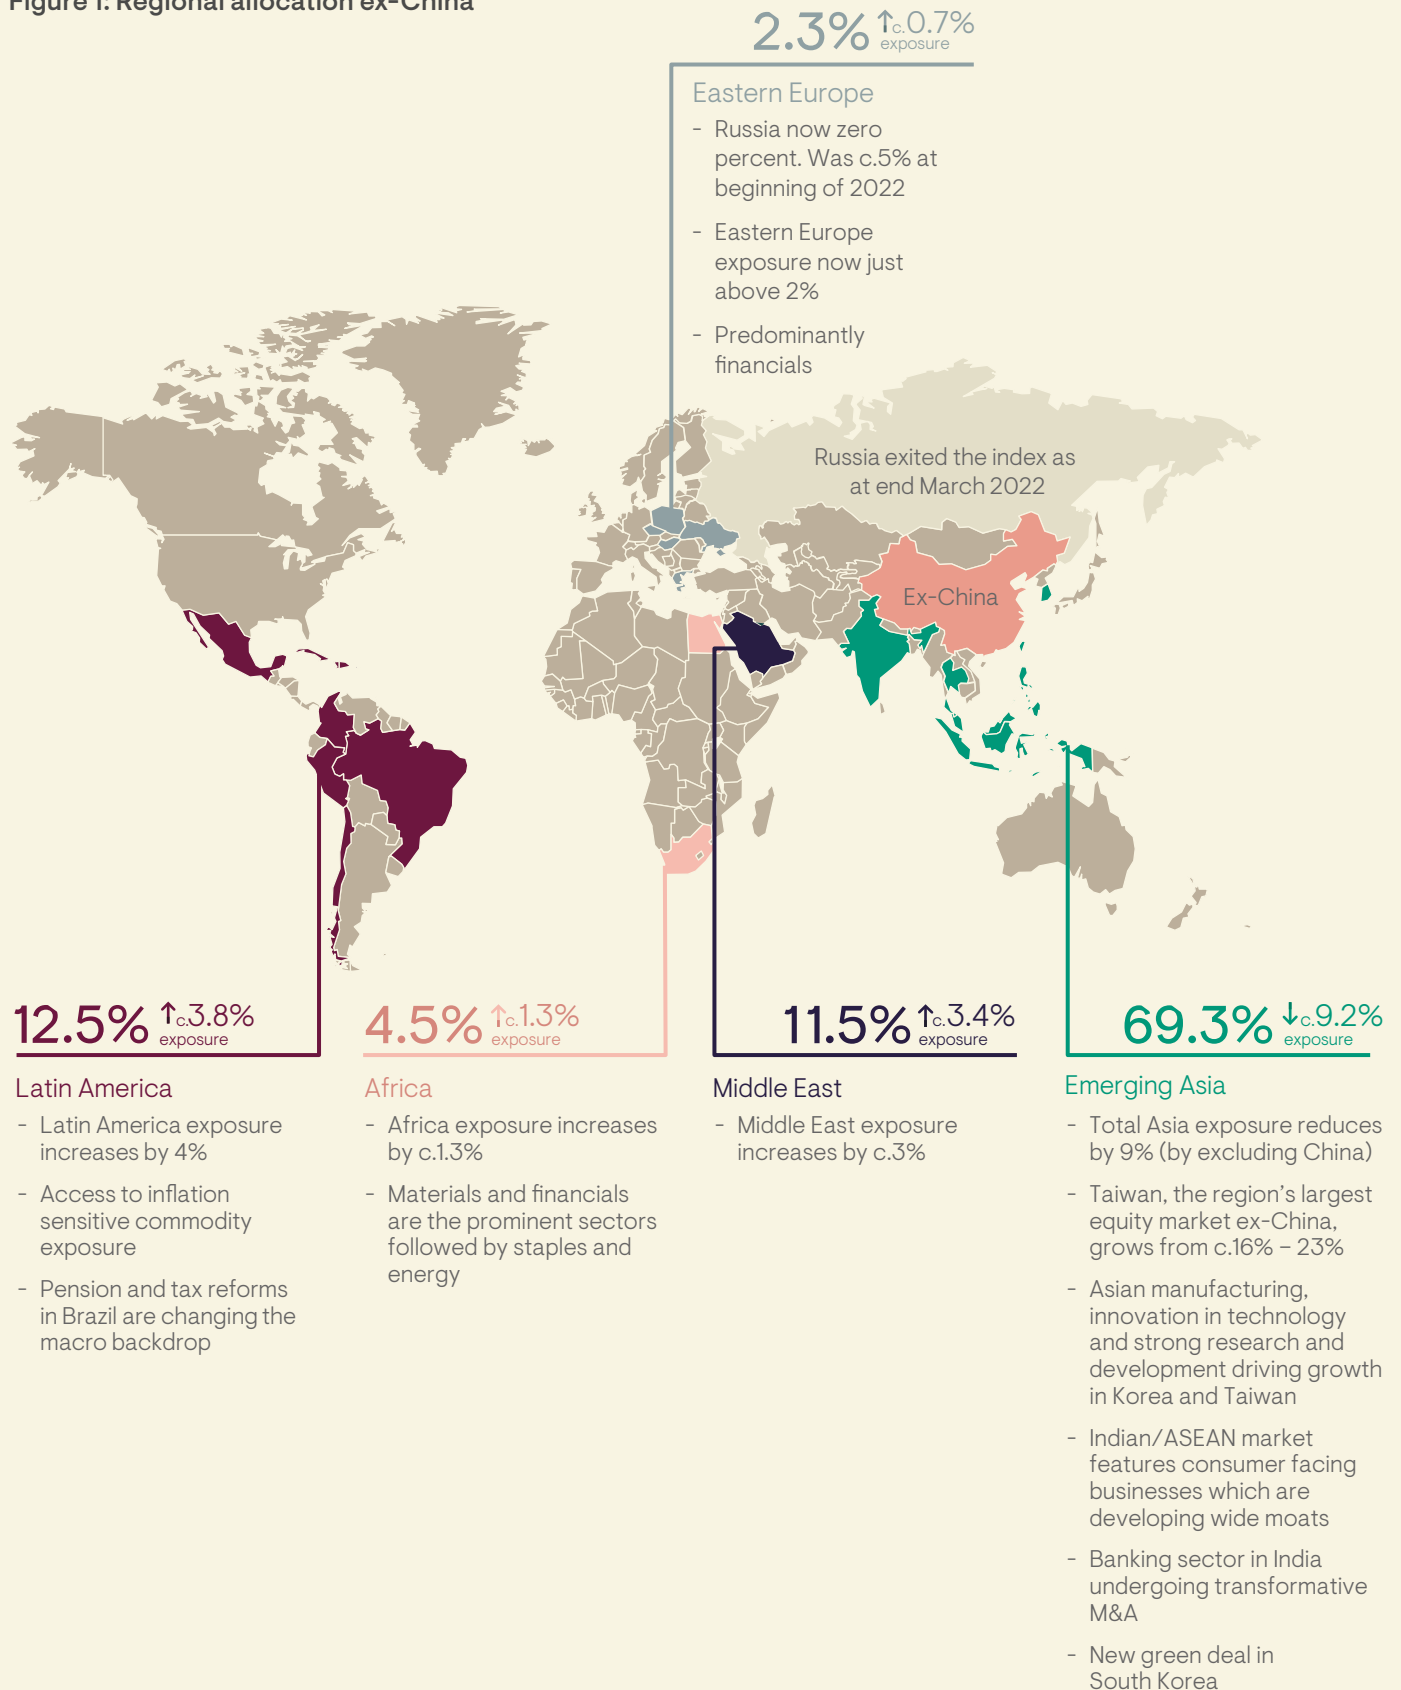 Figure 1: Regional allocation ex-China
2.3% ↑c.0.7%
exposure
Eastern Europe
- Russia now zero
percent. Was c.5% at
beginning of 2022
- Eastern Europe
exposure now just
above 2%
- Predominantly
financials
Russia exited the index as
at end March 2022
Ex-China
12.5% ↑c.3.8%
exposure
Latin America
- Latin America exposure
increases by 4%
- Access to inflation
sensitive commodity
exposure
- Pension and tax reforms
in Brazil are changing the
macro backdrop
4.5% ↑c.1.3%
exposure
Africa
- Africa exposure increases
by c.1.3%
- Materials and financials
are the prominent sectors
followed by staples and
energy
11.5% ↑c.3.4%
exposure
Middle East
- Middle East exposure
increases by c.3%
69.3% ↓c.9.2%
exposure
Emerging Asia
- Total Asia exposure reduces
by 9% (by excluding China)
- Taiwan, the region's largest
equity market ex-China,
grows from c.16% – 23%
- Asian manufacturing,
innovation in technology
and strong research and
development driving growth
in Korea and Taiwan
- Indian/ASEAN market
features consumer facing
businesses which are
developing wide moats
- Banking sector in India
undergoing transformative
M&A
- New green deal in
South Korea